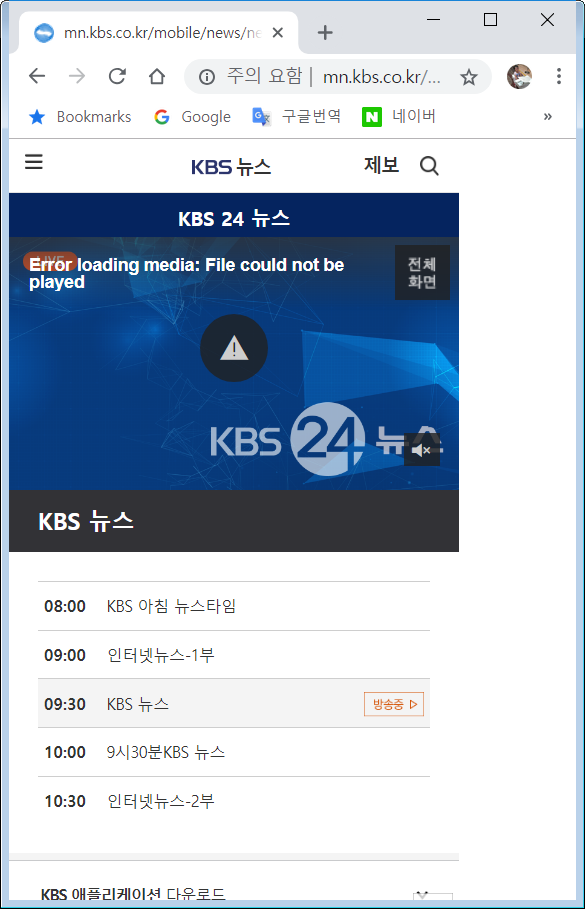 mn.kbs.co.kr/mobile/news/ne
주의 요함 | mn.kbs.co.kr/...
Bookmarks Google 구글번역 네이버 »
KBS 뉴스 제보
KBS 24 뉴스
LIVE
Error loading media: File could not be
played
전체
화면
KBS 24 뉴스
KBS 뉴스
08:00 KBS 아침 뉴스타임
09:00 인터넷뉴스-1부
09:30 KBS 뉴스 방송중
10:00 9시30분KBS 뉴스
10:30 인터넷뉴스-2부
KBS 애플리케이션 다운로드